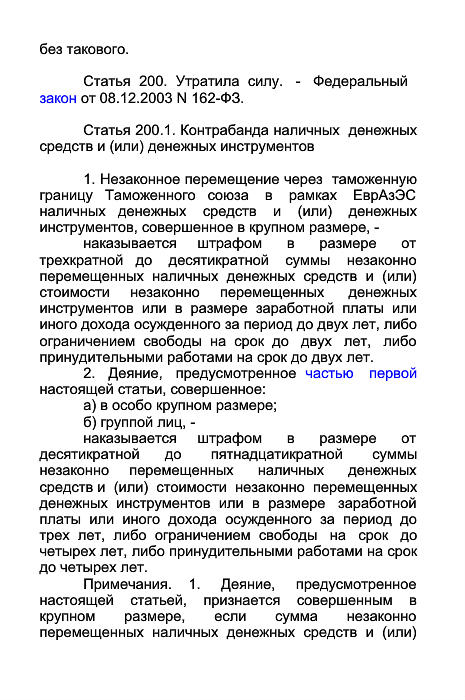 без такового.
Статья 200. Утратила силу. - Федеральный
закон от 08.12.2003 N 162-ФЗ.
Статья 200.1. Контрабанда наличных денежных
средств и (или) денежных инструментов
1. Незаконное перемещение через таможенную
границу Таможенного союза в рамках ЕврАзЭС
наличных денежных средств и (или) денежных
инструментов, совершенное в крупном размере, -
наказывается штрафом в размере от
трехкратной до десятикратной суммы незаконно
перемещенных наличных денежных средств и (или)
стоимости незаконно перемещенных денежных
инструментов или в размере заработной платы или
иного дохода осужденного за период до двух лет, либо
ограничением свободы на срок до двух лет, либо
принудительными работами на срок до двух лет.
2. Деяние, предусмотренное частью первой
настоящей статьи, совершенное:
а) в особо крупном размере;
б) группой лиц, -
наказывается штрафом в размере от
десятикратной до пятнадцатикратной суммы
незаконно перемещенных наличных денежных
средств и (или) стоимости незаконно перемещенных
денежных инструментов или в размере заработной
платы или иного дохода осужденного за период до
трех лет, либо ограничением свободы на срок до
четырех лет, либо принудительными работами на срок
до четырех лет.
Примечания. 1. Деяние, предусмотренное
настоящей статьей, признается совершенным в
крупном размере, если сумма незаконно
перемещенных наличных денежных средств и (или)